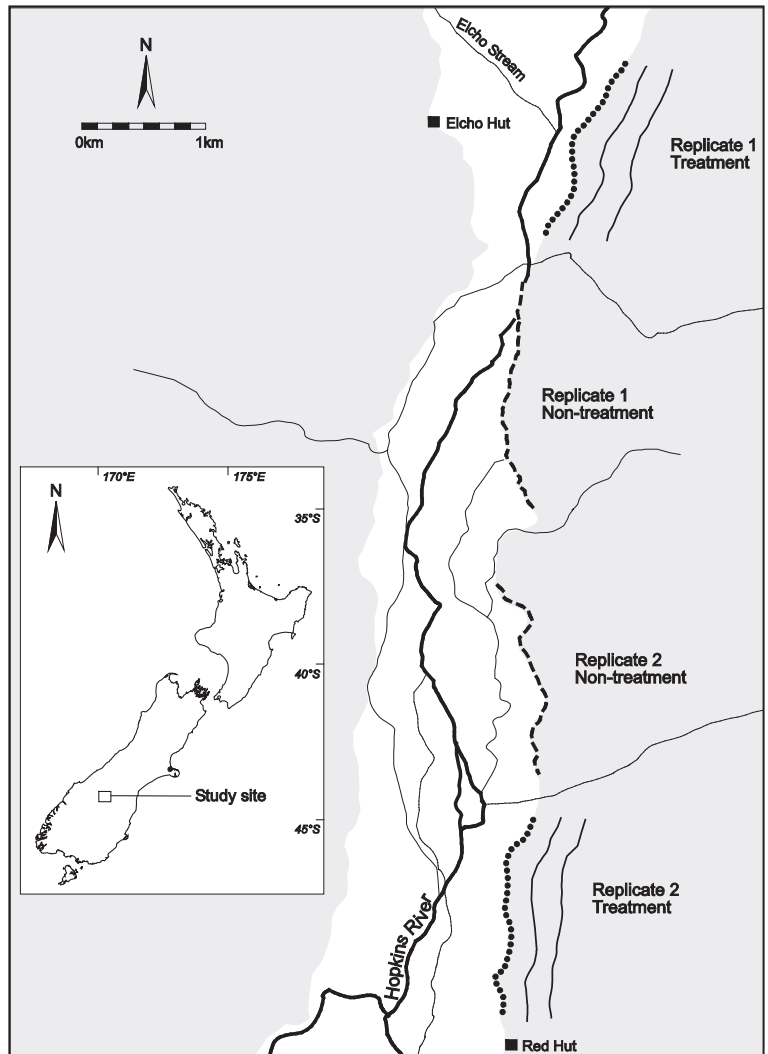 N
0km 1km
Elcho Stream
Elcho Hut
Replicate 1
Treatment
Replicate 1
Non-treatment
170°E 175°E
N
35°S
40°S
45°S
Study site
Replicate 2
Non-treatment
Replicate 2
Treatment
Hopkins River
Red Hut